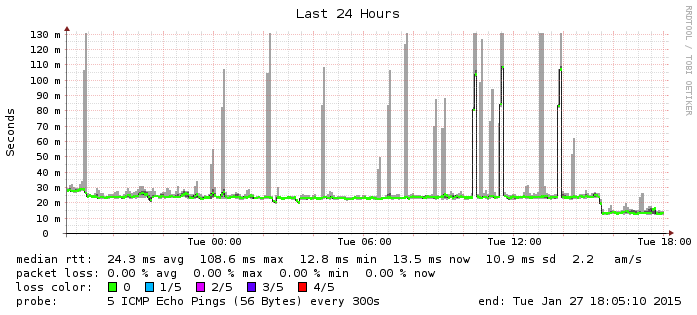 Last 24 Hours
RRDTOOL / TOBI OETIKER
Seconds
130 m
120 m
110 m
100 m
90 m
80 m
70 m
60 m
50 m
40 m
30 m
20 m
10 m
0
Tue 00:00 Tue 06:00 Tue 12:00 Tue 18:00
median rtt: 24.3 ms avg 108.6 ms max 12.8 ms min 13.5 ms now 10.9 ms sd 2.2 am/s
packet loss: 0.00 % avg 0.00 % max 0.00 % min 0.00 % now
loss color: 0 1/5 2/5 3/5 4/5
probe: 5 ICMP Echo Pings (56 Bytes) every 300s end: Tue Jan 27 18:05:10 2015